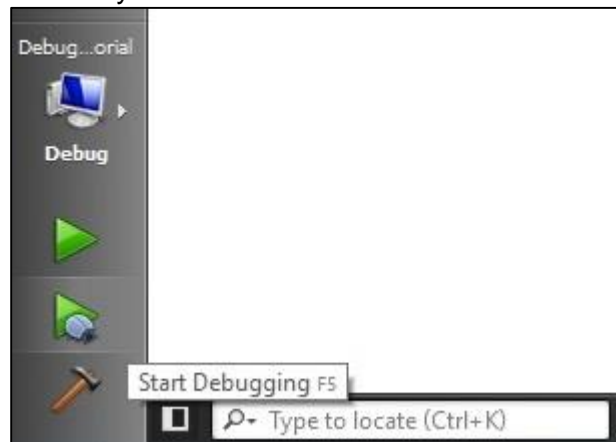 Debug...orial
Debug
Start Debugging F5
Type to locate (Ctrl+K)